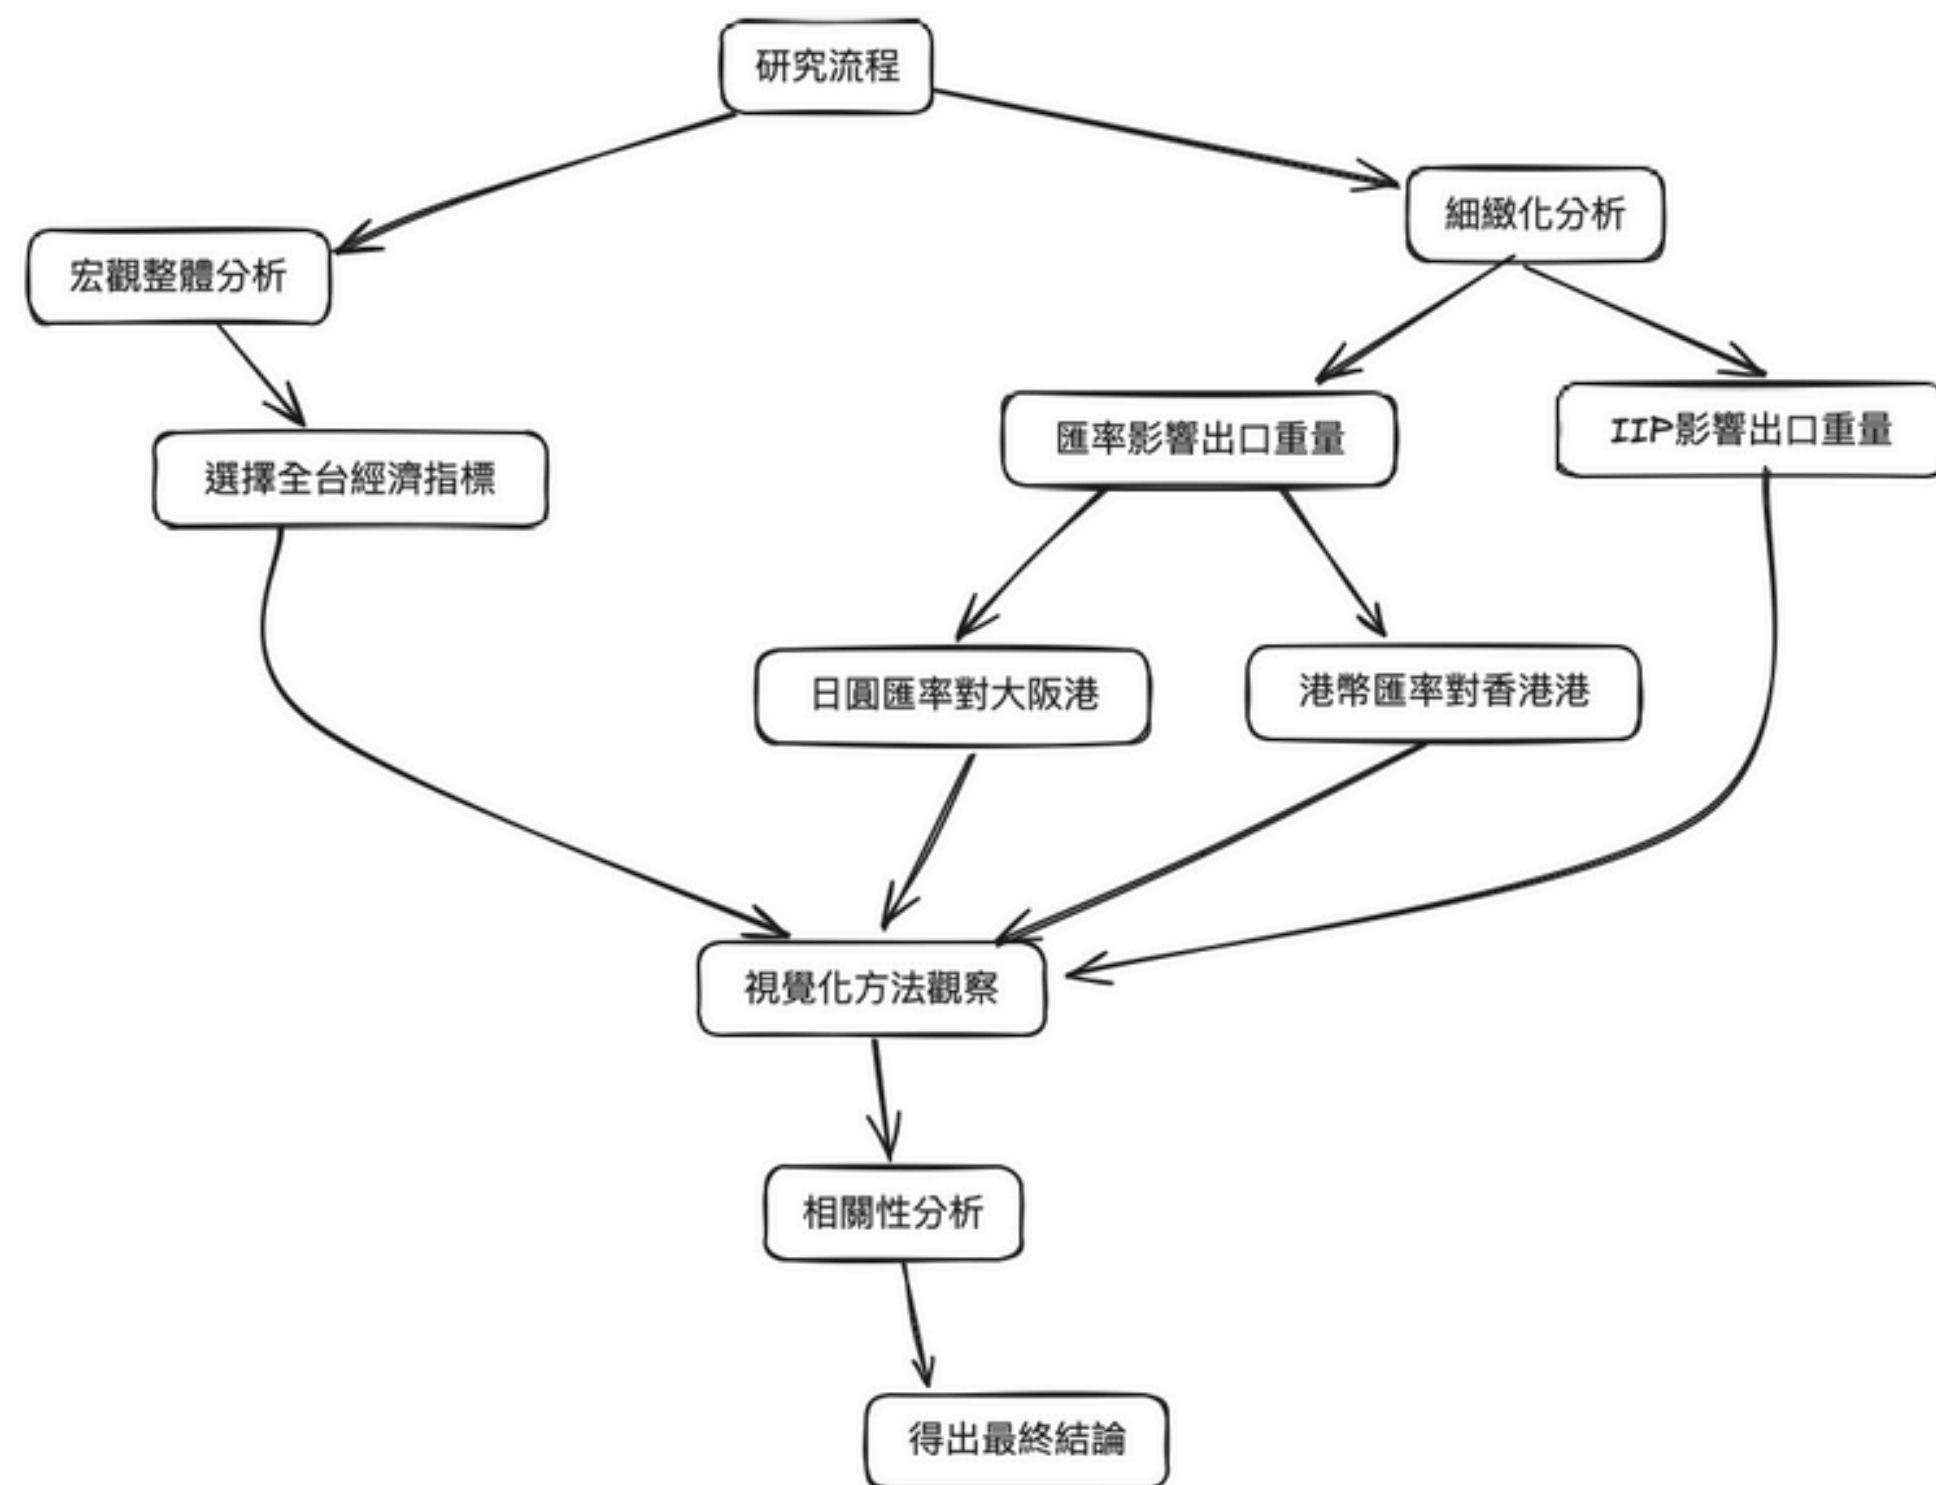 研究流程
細緻化分析
宏觀整體分析
匯率影響出口重量
IIP影響出口重量
選擇全台經濟指標
日圓匯率對大阪港
港幣匯率對香港港
視覺化方法觀察
相關性分析
得出最終結論